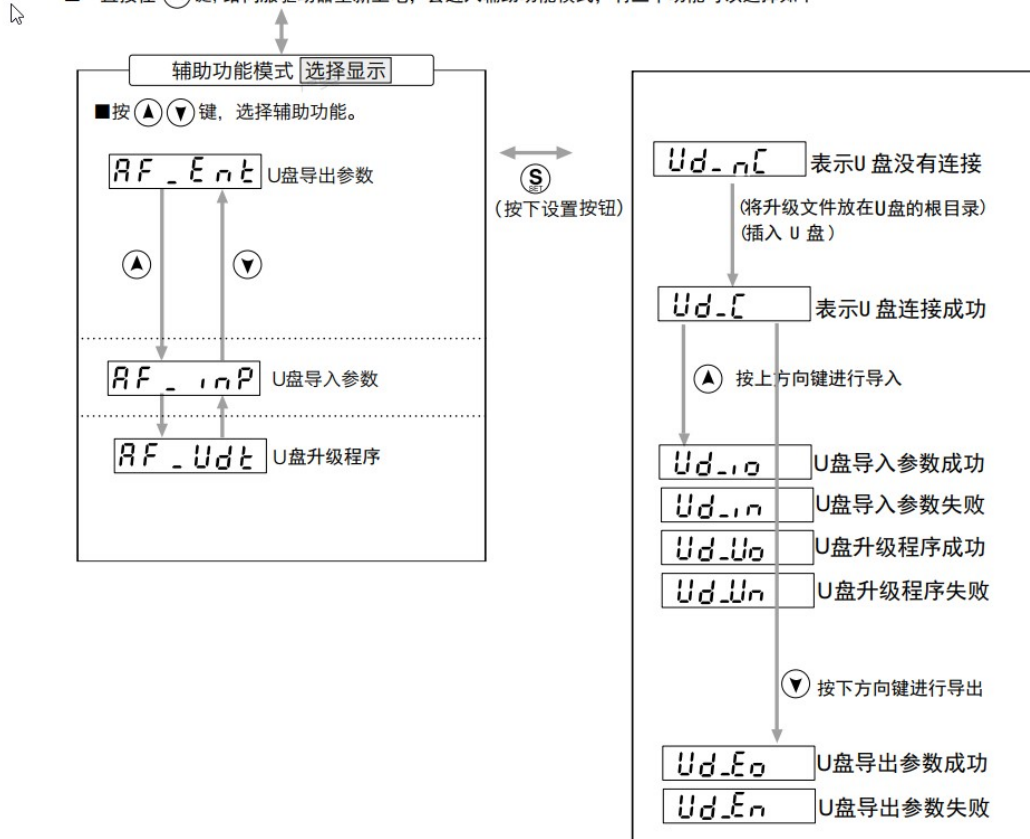 辅助功能模式 选择显示
■按 键，选择辅助功能。
AF_Ent U盘导出参数
AF_inP U盘导入参数
AF_Udt U盘升级程序
S
SET
(按下设置按钮)
Ud_nC 表示U盘没有连接
(将升级文件放在U盘的根目录)
(插入 U 盘)
Ud_C 表示U盘连接成功
按上方向键进行导入
Ud_io U盘导入参数成功
Ud_in U盘导入参数失败
Ud_Uo U盘升级程序成功
Ud_Un U盘升级程序失败
按下方向键进行导出
Ud_Eo U盘导出参数成功
Ud_En U盘导出参数失败